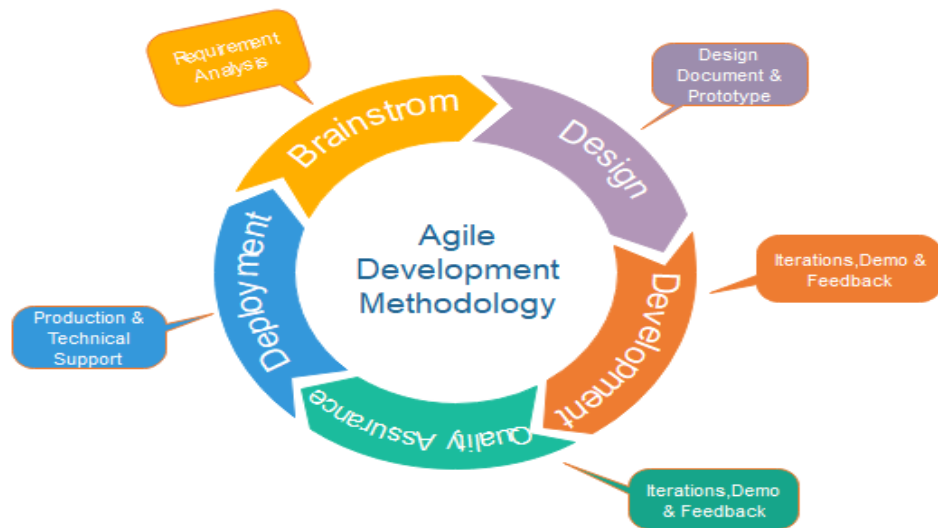 Requirement
Analysis
Brainstrom
Design
Document &
Prototype
Design
Agile
Development
Methodology
Iterations,Demo &
Feedback
Development
Deployment
Production &
Technical
Support
Quality Assurance
Iterations,Demo
& Feedback